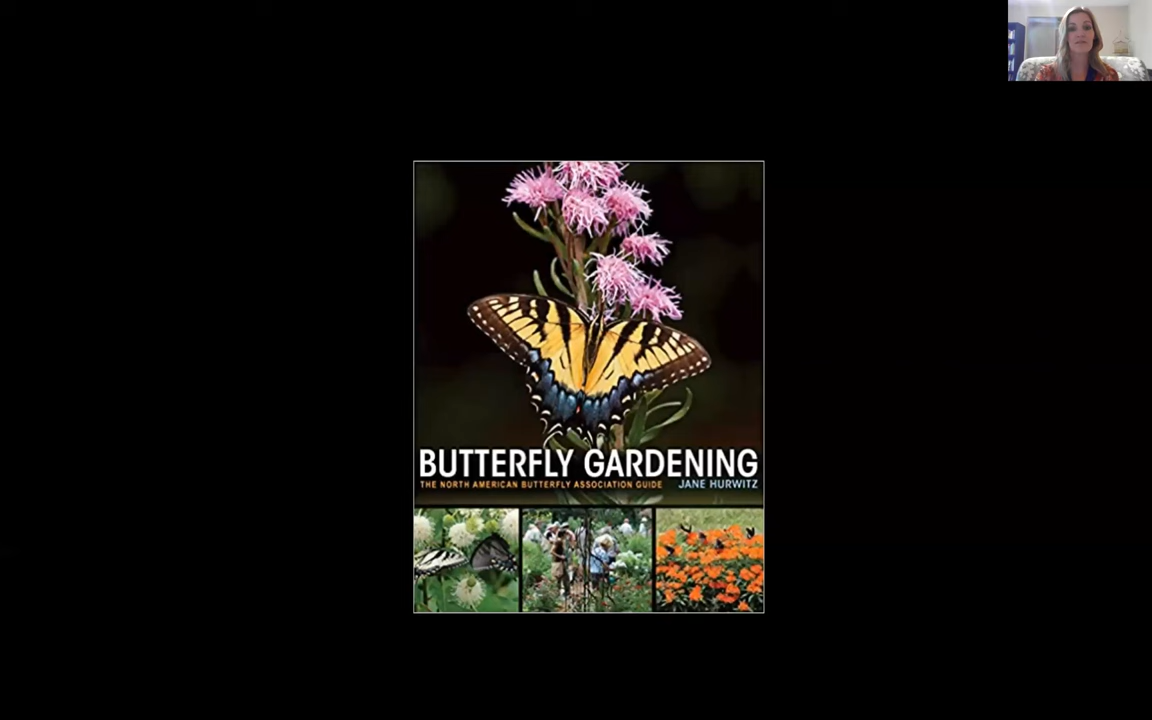 BUTTERFLY GARDENING
THE NORTH AMERICAN BUTTERFLY ASSOCIATION GUIDE JANE HURWITZ